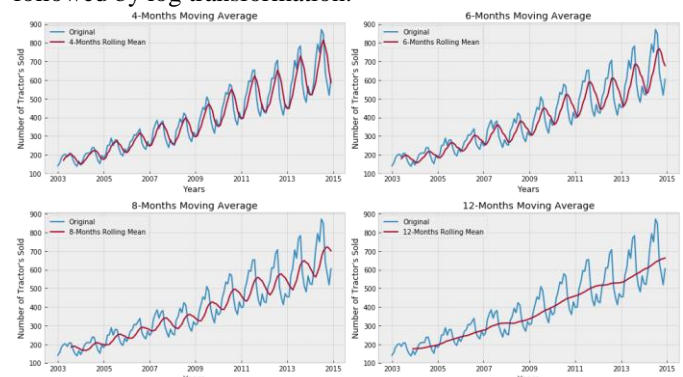 followed by log transformation.
4-Months Moving Average
6-Months Moving Average
Number of Tractor's Sold
900
800
700
600
500
400
300
200
100
Original
4-Months Rolling Mean
2003 2005 2007 2009 2011 2013 2015
Years
Number of Tractor's Sold
900
800
700
600
500
400
300
200
100
Original
6-Months Rolling Mean
2003 2005 2007 2009 2011 2013 2015
Years
8-Months Moving Average
12-Months Moving Average
Number of Tractor's Sold
900
800
700
600
500
400
300
200
100
Original
8-Months Rolling Mean
2003 2005 2007 2009 2011 2013 2015
Number of Tractor's Sold
900
800
700
600
500
400
300
200
100
Original
12-Months Rolling Mean
2003 2005 2007 2009 2011 2013 2015